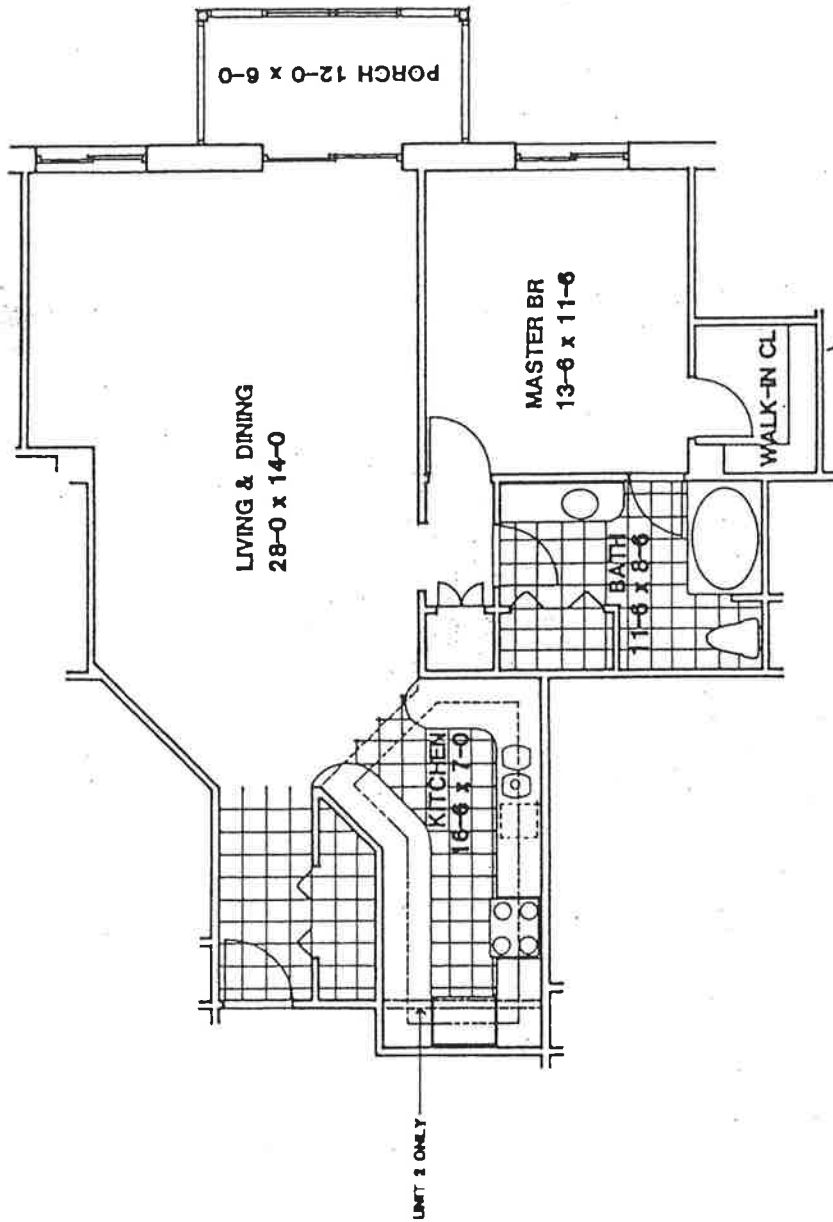 PORCH 12-0 x 6-0
LIVING & DINING
28-0 x 14-0
MASTER BR
13-6 x 11-6
WALK-IN CL
BATH
11-6 x 8-6
KITCHEN
16-6 x 7-0
UNIT 2 ONLY